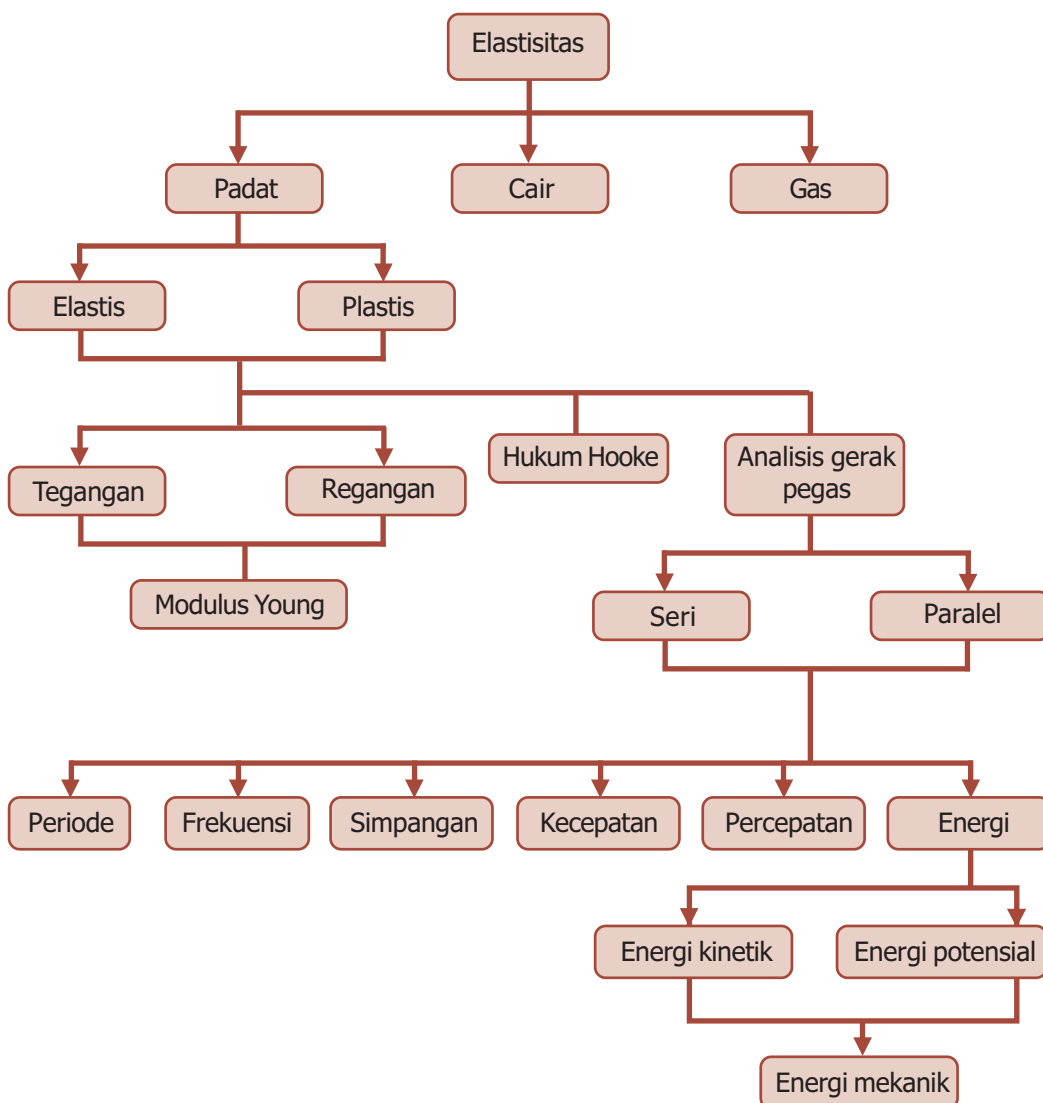 Elastisitas
Padat
Cair
Gas
Elastis
Plastis
Hukum Hooke
Analisis gerak
pegas
Tegangan
Regangan
Modulus Young
Seri
Paralel
Periode
Frekuensi
Simpangan
Kecepatan
Percepatan
Energi
Energi kinetik
Energi potensial
Energi mekanik